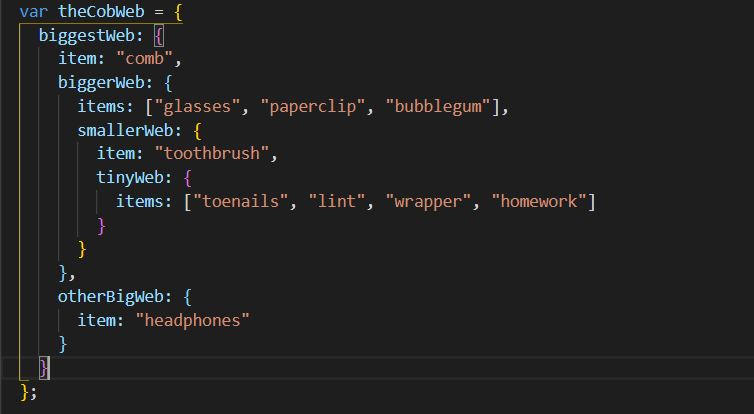 var theCobWeb = {
  biggestWeb: {
    item: "comb",
    biggerWeb: {
      items: ["glasses", "paperclip", "bubblegum"],
      smallerWeb: {
        item: "toothbrush",
        tinyWeb: {
          items: ["toenails", "lint", "wrapper", "homework"]
        }
      }
    },
    otherBigWeb: {
      item: "headphones"
    }
  }
};